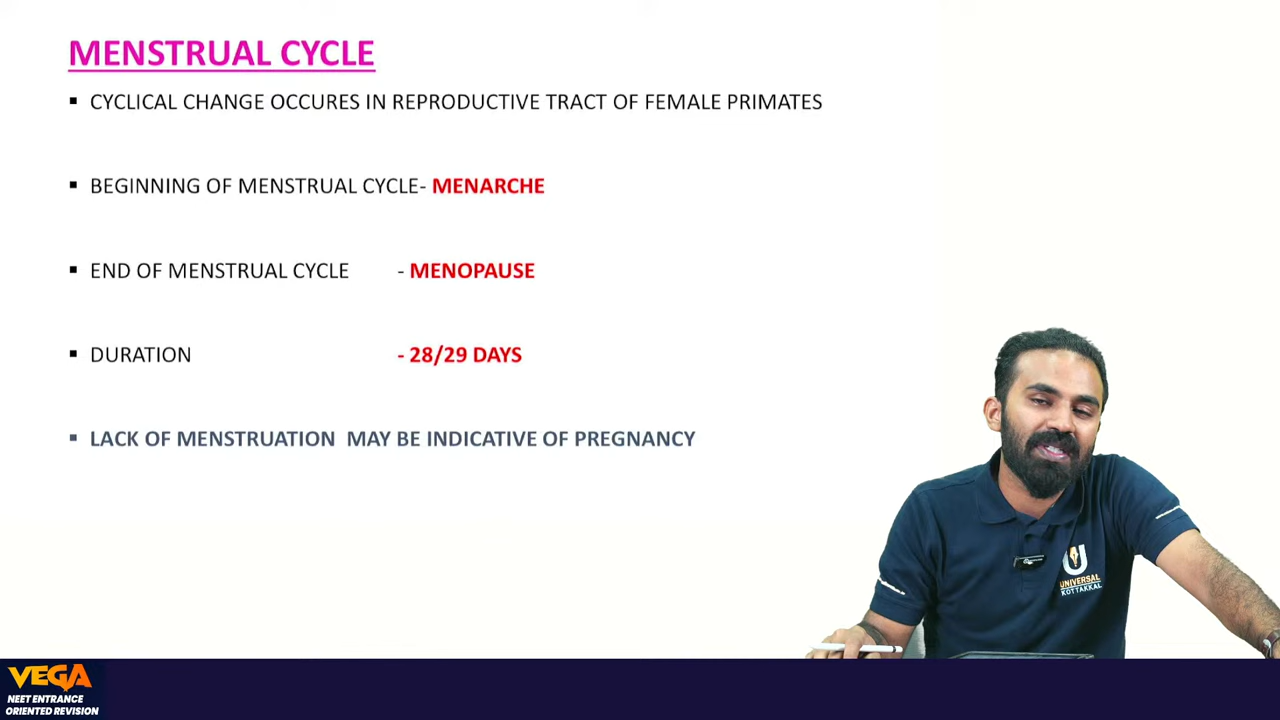 MENSTRUAL CYCLE
▪ CYCLICAL CHANGE OCCURES IN REPRODUCTIVE TRACT OF FEMALE PRIMATES
▪ BEGINNING OF MENSTRUAL CYCLE- MENARCHE
▪ END OF MENSTRUAL CYCLE - MENOPAUSE
▪ DURATION - 28/29 DAYS
▪ LACK OF MENSTRUATION MAY BE INDICATIVE OF PREGNANCY
UNIVERSAL
KOTTAKKAL
VEGA
NEET ENTRANCE
ORIENTED REVISION